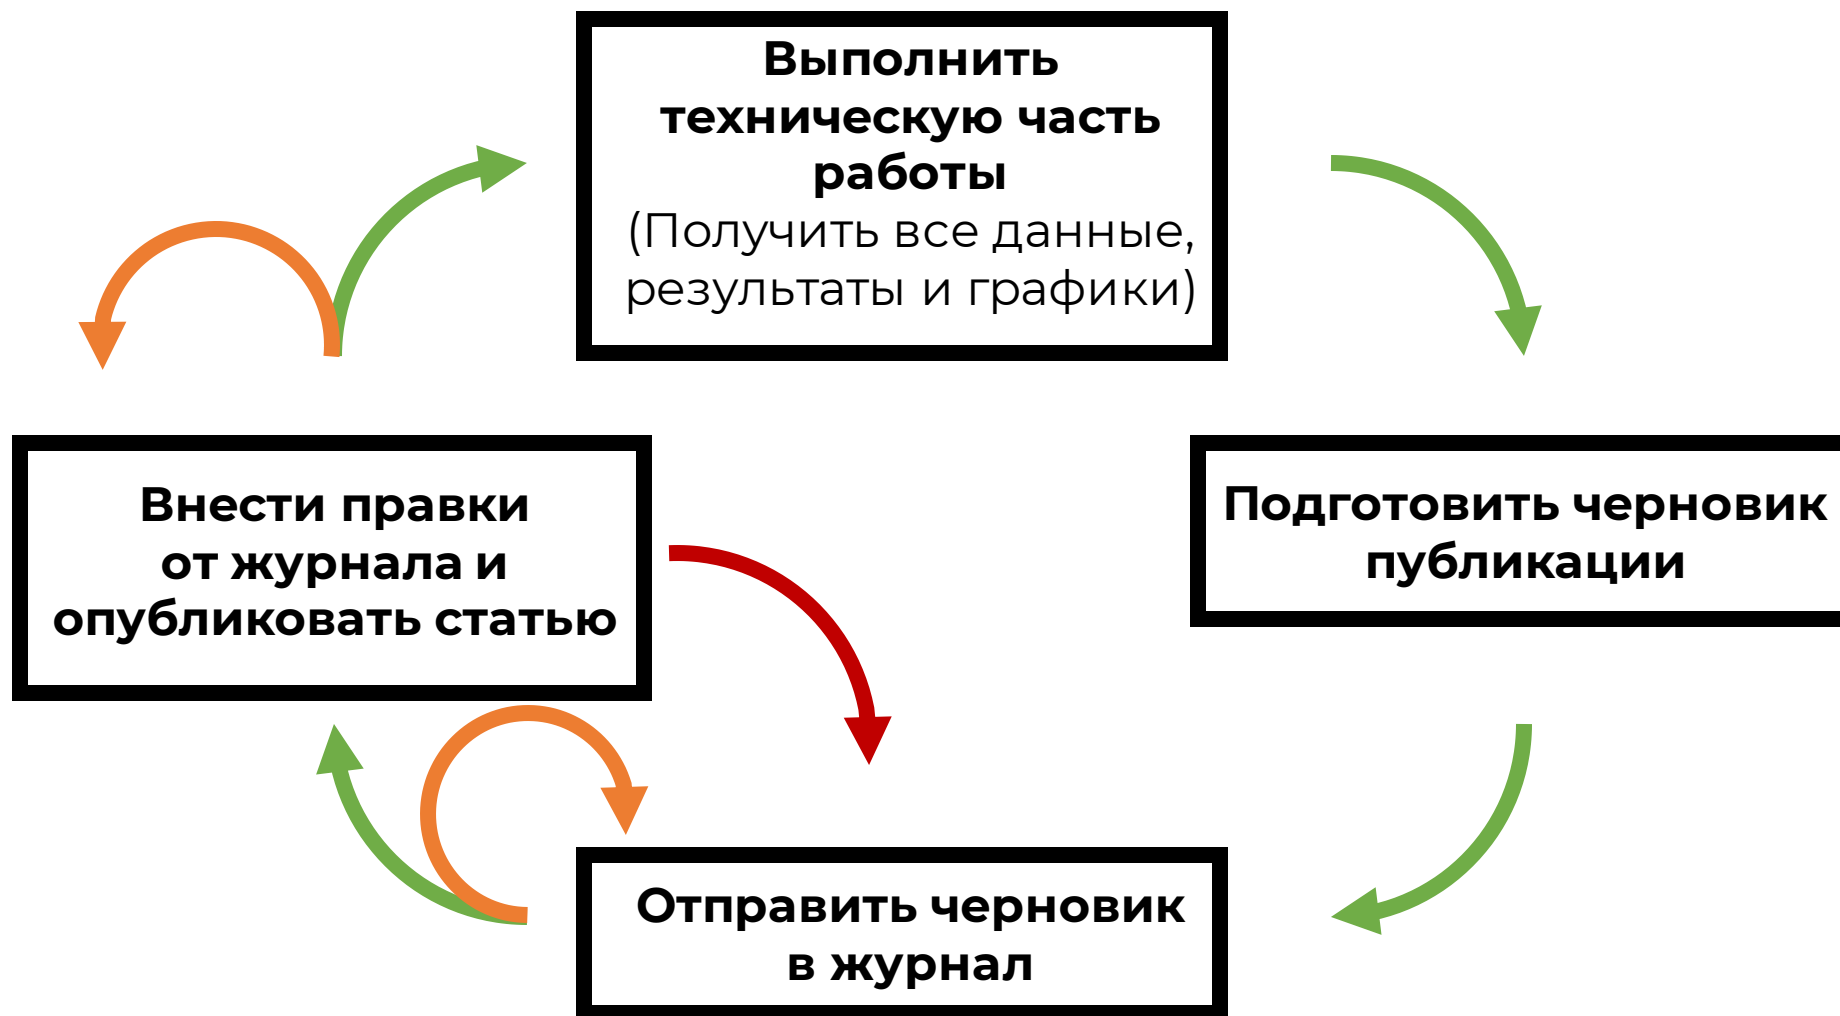 Выполнить
техническую часть
работы
(Получить все данные,
результаты и графики)
Внести правки
от журнала и
опубликовать статью
Подготовить черновик
публикации
Отправить черновик
в журнал